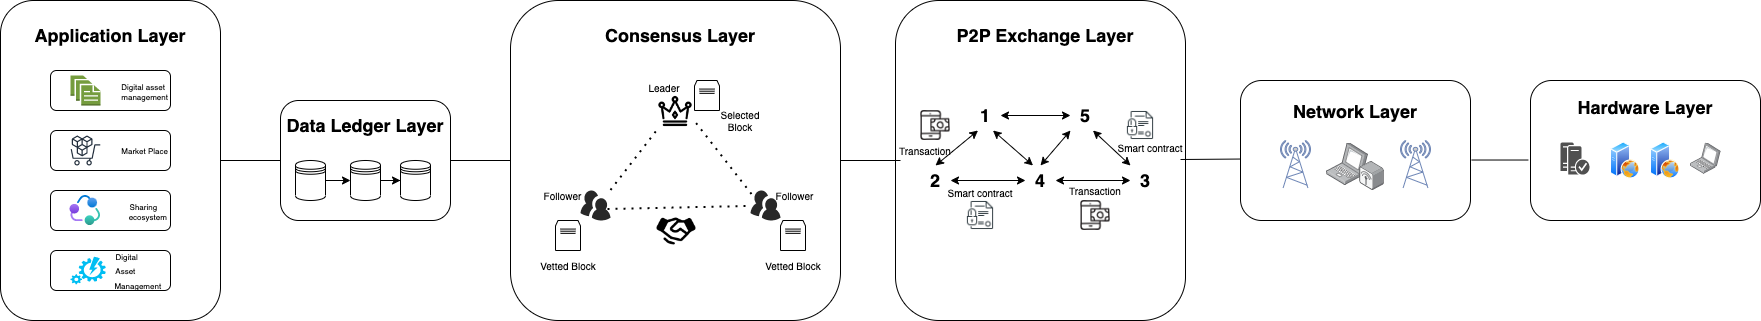 Application Layer
Digital asset
management
Market Place
Sharing
ecosystem
Digital
Asset
Management
Data Ledger Layer
Consensus Layer
Leader
Selected
Block
Follower
Follower
Vetted Block
Vetted Block
P2P Exchange Layer
1
5
Transaction
Smart contract
2
4
3
Smart contract
Transaction
Network Layer
Hardware Layer